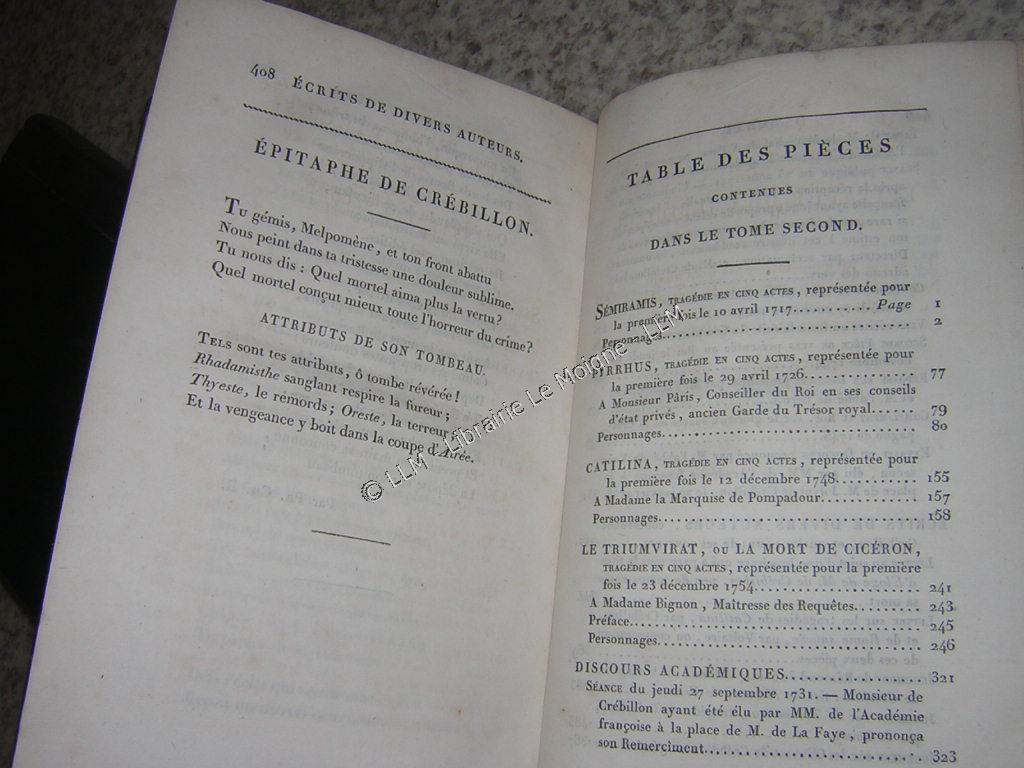 408 ÉCRITS DE DIVERS AUTEURS.
ÉPITAPHE DE CRÉBILLON.
Tu gémis, Melpomène, et ton front abattu
Nous peint dans ta tristesse une douleur sublime.
Tu nous dis : Quel mortel aima plus la vertu?
Quel mortel conçut mieux toute l'horreur du crime?
ATTRIBUTS DE SON TOMBEAU.
Tels sont tes attributs, ô tombe révérée!
Rhadamisthe sanglant respire la fureur;
Thyeste, le remords; Oreste, la terreur;
Et la vengeance y boit dans la coupe d'Atrée.
TABLE DES PIÈCES
CONTENUES
DANS LE TOME SECOND.
SÉMIRAMIS, TRAGÉDIE EN CINQ ACTES, représentée pour
la première fois le 10 avril 1717........... Page 1
Personnages.................................... 2
PYRRHUS, TRAGÉDIE EN CINQ ACTES, représentée pour
la première fois le 29 avril 1726............... 77
A Monsieur Pâris, Conseiller du Roi en ses conseils
d'état privés, ancien Garde du Trésor royal...... 79
Personnages.................................... 80
CATILINA, TRAGÉDIE EN CINQ ACTES, représentée pour
la première fois le 12 décembre 1748........... 155
A Madame la Marquise de Pompadour............. 157
Personnages.................................... 158
LE TRIUMVIRAT, OU LA MORT DE CICÉRON,
TRAGÉDIE EN CINQ ACTES, représentée pour la première
fois le 23 décembre 1754....................... 241
A Madame Bignon, Maîtresse des Requêtes......... 243
Préface........................................ 245
Personnages.................................... 246
DISCOURS ACADÉMIQUES................... 321
SÉANCE du jeudi 27 septembre 1731. — Monsieur de
Crébillon ayant été élu par MM. de l'Académie
françoise à la place de M. de La Faye, prononça
son Remercîment............................. 323
© LLM - Librairie Le Moigne - LLM